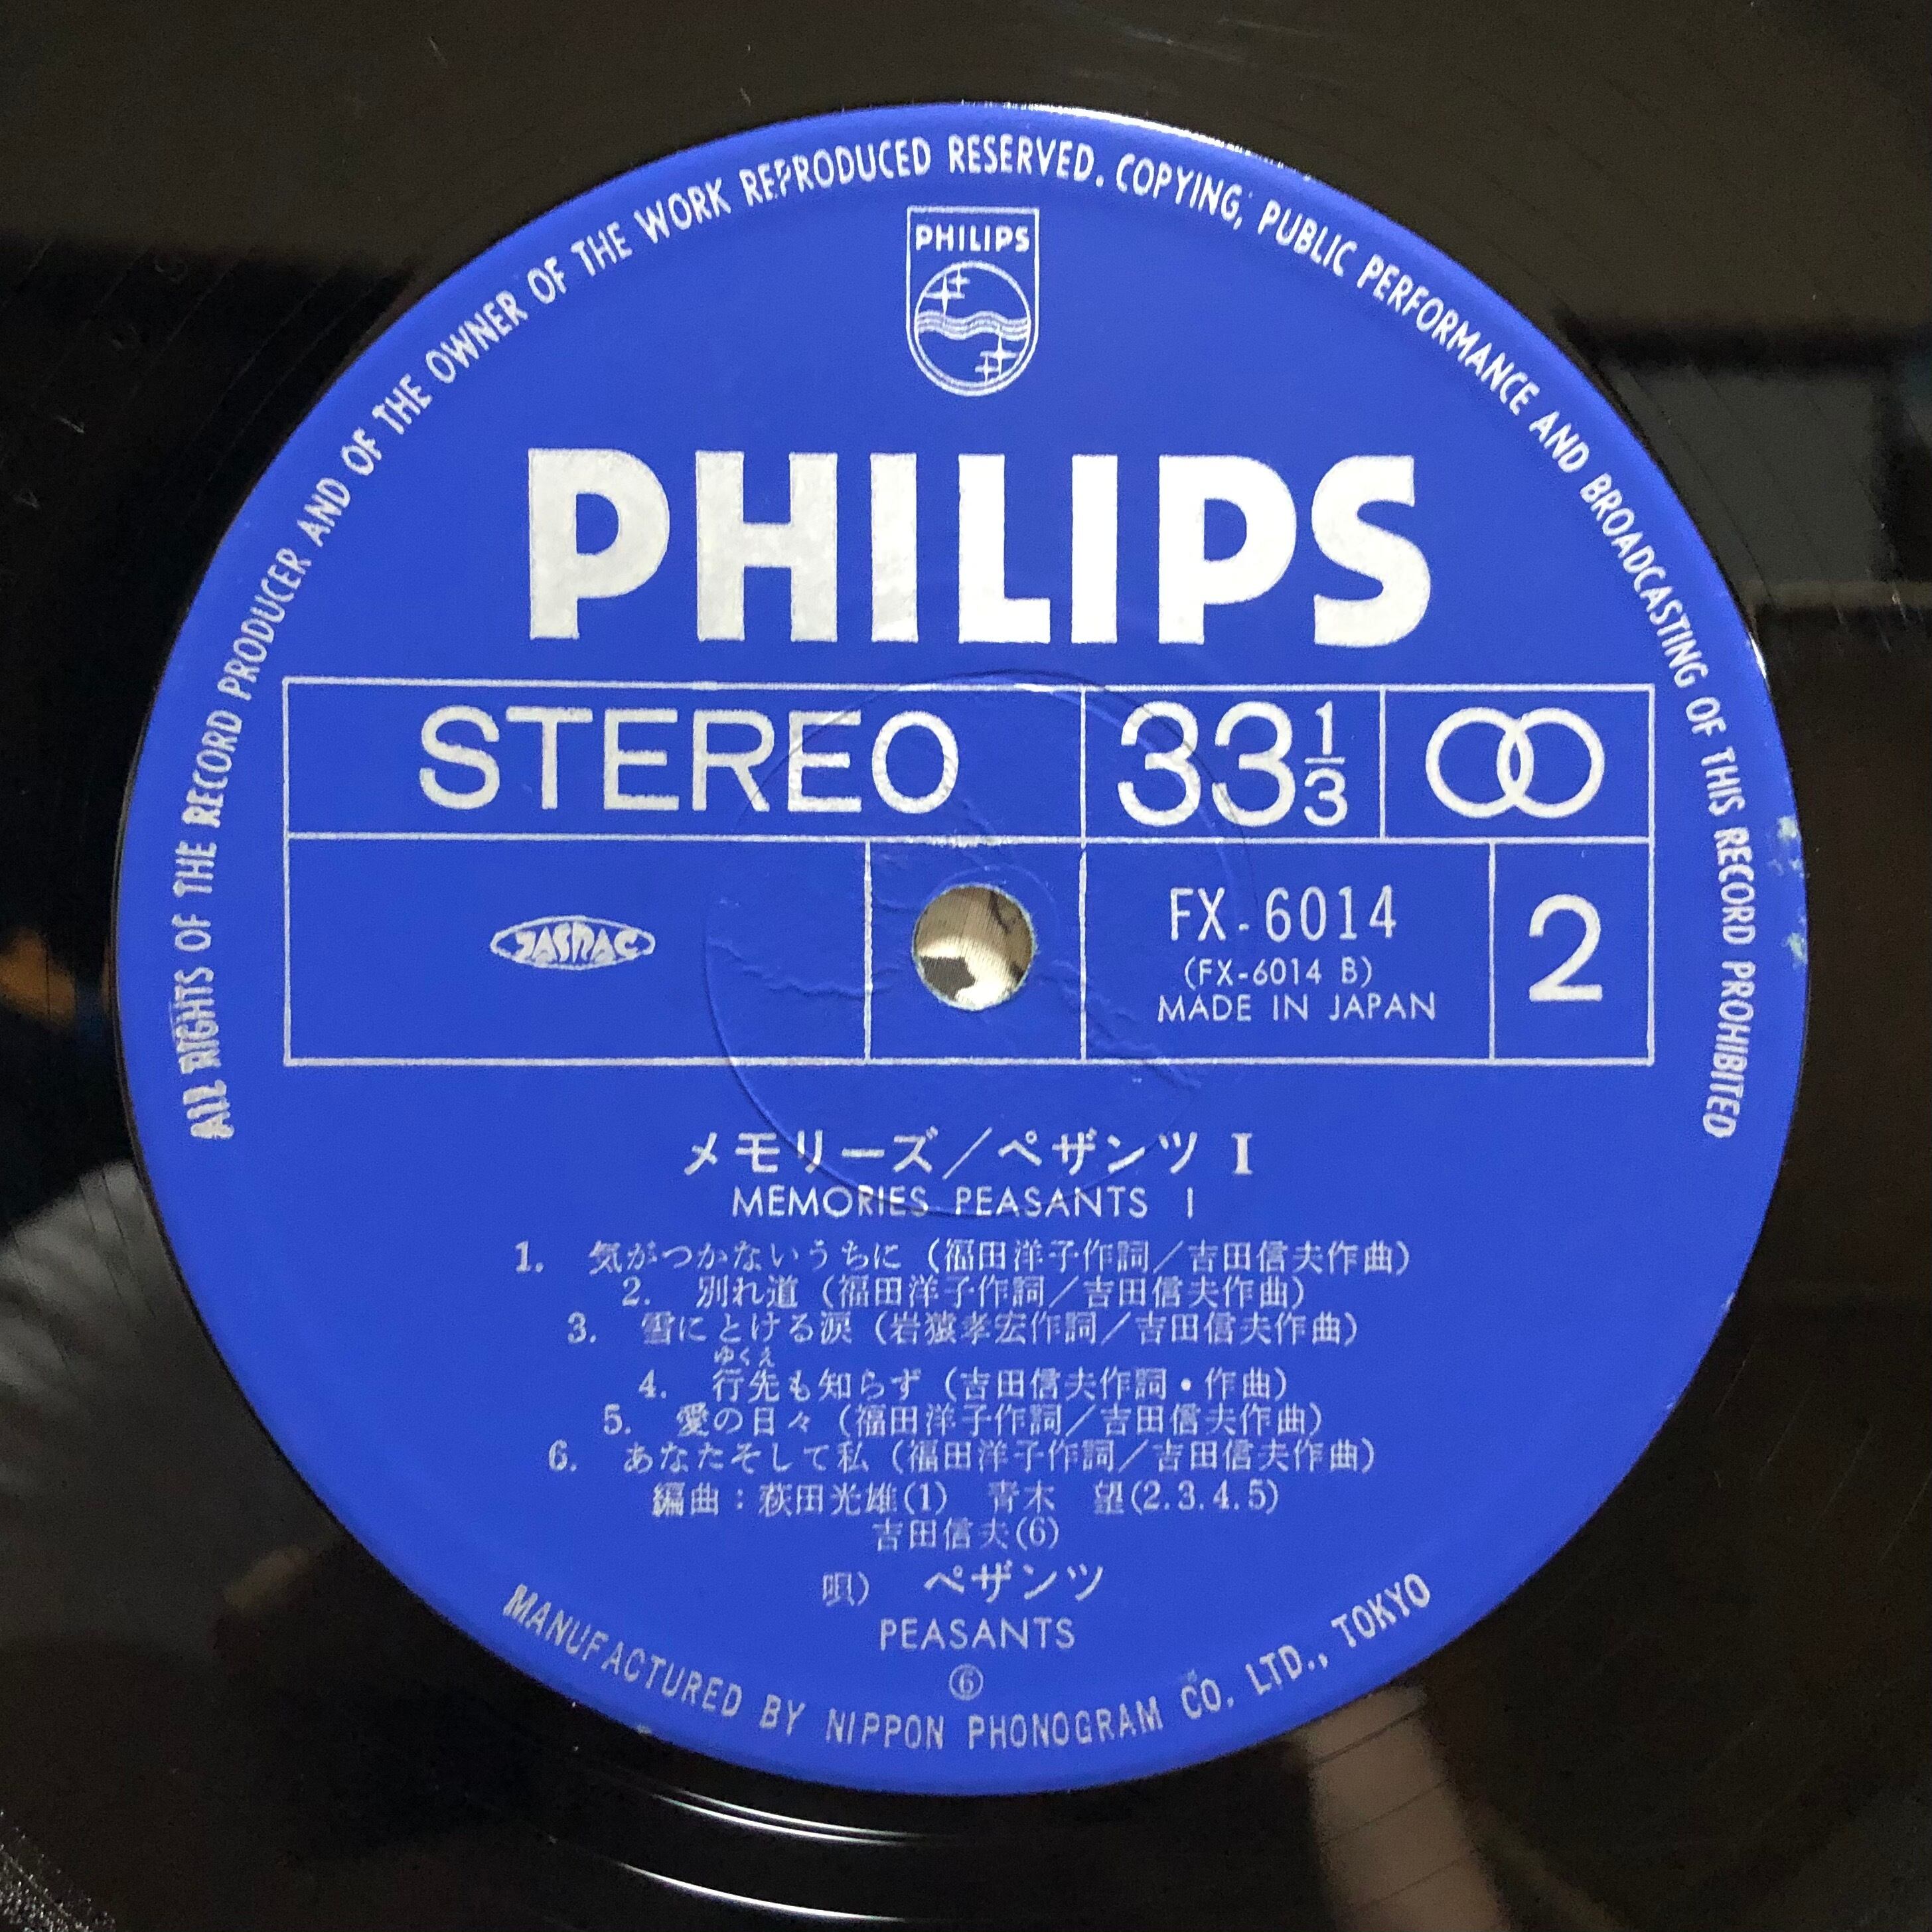 ALL RIGHTS OF THE RECORD PRODUCER AND OF THE OWNER OF THE WORK REPRODUCED RESERVED. COPYING, PUBLIC PERFORMANCE AND BROADCASTING OF THIS RECORD PROHIBITED
PHILIPS
PHILIPS
STEREO 33 1/3
JASRAC
FX-6014
(FX-6014 B)
MADE IN JAPAN
2
メモリーズ/ペザンツ I
MEMORIES PEASANTS I
1. 気がつかないうちに (福田洋子作詞/吉田信夫作曲)
2. 別れ道 (福田洋子作詞/吉田信夫作曲)
3. 雪にとける涙 (岩猿孝宏作詞/吉田信夫作曲)
ゆくえ
4. 行先も知らず (吉田信夫作詞・作曲)
5. 愛の日々 (福田洋子作詞/吉田信夫作曲)
6. あなたそして私 (福田洋子作詞/吉田信夫作曲)
編曲:萩田光雄(1) 青木 望(2.3.4.5)
吉田信夫(6)
唄) ペザンツ
PEASANTS
⑥
MANUFACTURED BY NIPPON PHONOGRAM CO. LTD., TOKYO